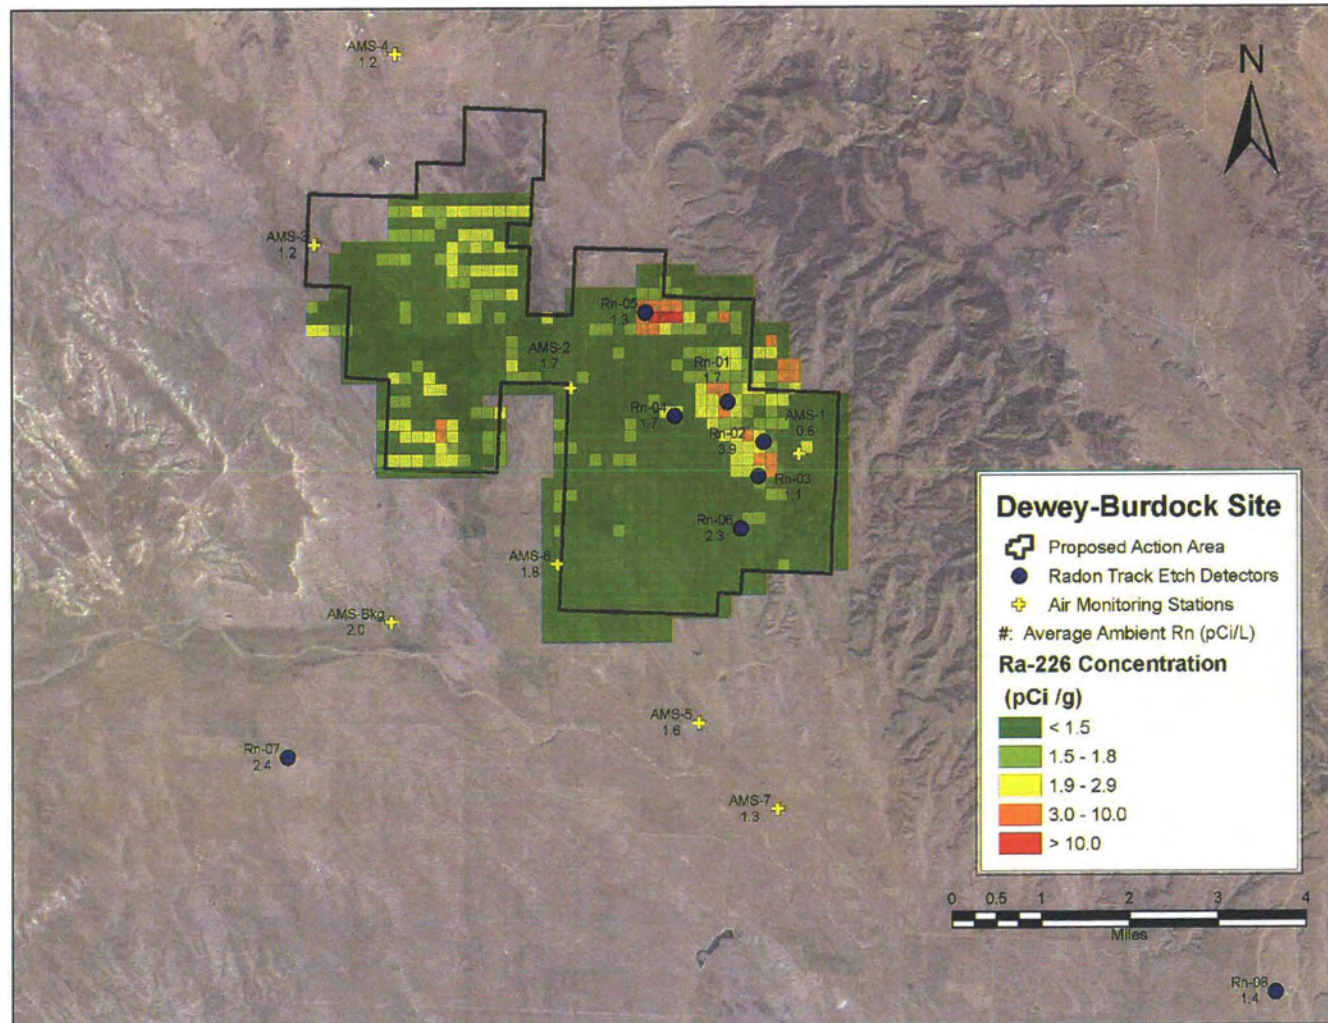 AMS-4
1.2
N
AMS-3
1.2
Rn-05
1.3
AMS-2
1.7
Rn-01
1.7
Rn-04
1.7
AMS-1
0.6
Rn-02
3.9
Rn-03
1.1
Rn-06
2.3
AMS-6
1.8
AMS-Bkg
2.0
AMS-5
1.6
Rn-07
2.4
AMS-7
1.3
Dewey-Burdock Site
Proposed Action Area
Radon Track Etch Detectors
Air Monitoring Stations
#: Average Ambient Rn (pCi/L)
Ra-226 Concentration
(pCi /g)
< 1.5
1.5 - 1.8
1.9 - 2.9
3.0 - 10.0
> 10.0
0 0.5 1 2 3 4
Miles
Rn-08
1.4